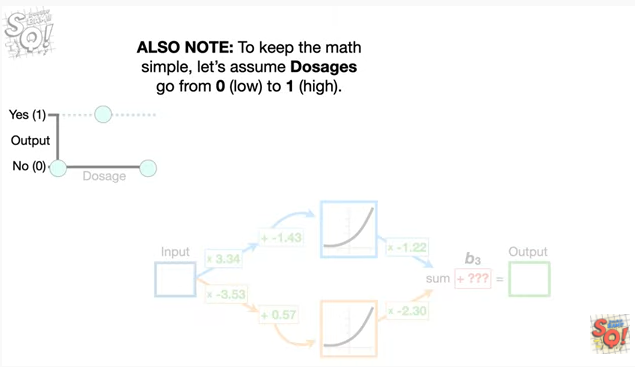 ALSO NOTE: To keep the math
simple, let's assume Dosages
go from 0 (low) to 1 (high).
Yes (1)
Output
No (0)
Dosage
Input
x 3.34
+ -1.43
x -1.22
x -3.53
+ 0.57
x -2.30
b3
sum + ??? =
Output